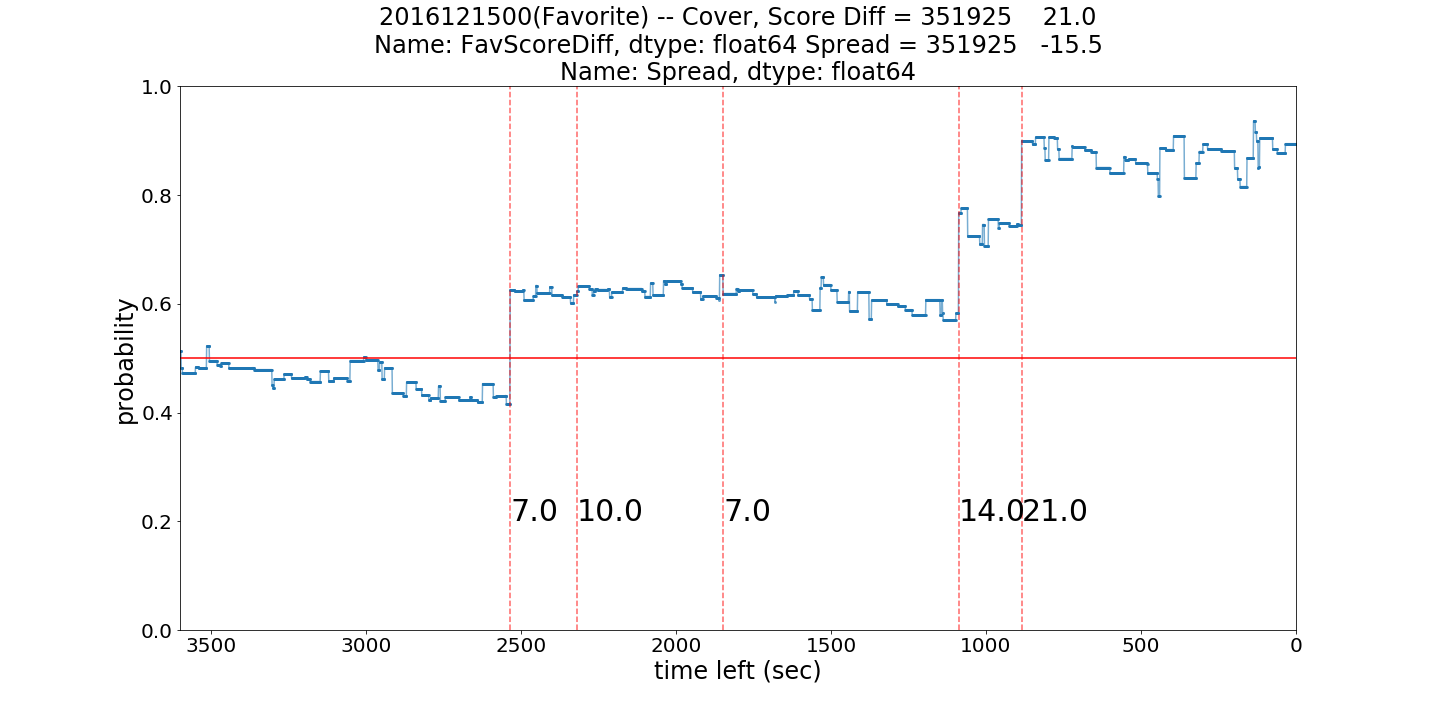 2016121500(Favorite) -- Cover, Score Diff = 351925    21.0
Name: FavScoreDiff, dtype: float64 Spread = 351925   -15.5
Name: Spread, dtype: float64
1.0
0.8
0.6
0.4
0.2
0.0
probability
7.0 10.0 7.0 14.0 21.0
3500 3000 2500 2000 1500 1000 500 0
time left (sec)